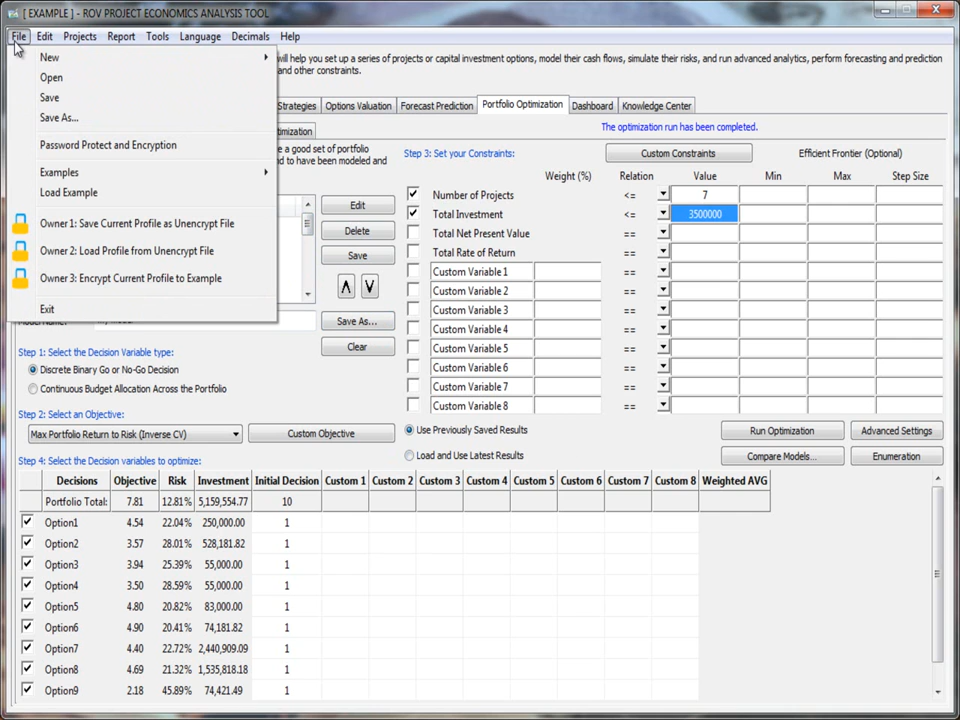 [ EXAMPLE ] - ROV PROJECT ECONOMICS ANALYSIS TOOL
File Edit Projects Report Tools Language Decimals Help
New
Open
Save
Save As...
Password Protect and Encryption
Examples
Load Example
Owner 1: Save Current Profile as Unencrypt File
Owner 2: Load Profile from Unencrypt File
Owner 3: Encrypt Current Profile to Example
Exit
will help you set up a series of projects or capital investment options, model their cash flows, simulate their risks, and run advanced analytics, perform forecasting and prediction
and other constraints.
Strategies Options Valuation Forecast Prediction Portfolio Optimization Dashboard Knowledge Center
The optimization run has been completed.
e a good set of portfolio
nd to have been modeled and
Edit
Delete
Save
Save As...
Clear
Step 1: Select the Decision Variable type:
Discrete Binary Go or No-Go Decision
Continuous Budget Allocation Across the Portfolio
Step 2: Select an Objective:
Max Portfolio Return to Risk (Inverse CV) Custom Objective
Step 3: Set your Constraints: Custom Constraints Efficient Frontier (Optional)
Weight (%) Relation Value Min Max Step Size
Number of Projects <= 7
Total Investment <= 3500000
Total Net Present Value ==
Total Rate of Return ==
Custom Variable 1 ==
Custom Variable 2 ==
Custom Variable 3 ==
Custom Variable 4 ==
Custom Variable 5 ==
Custom Variable 6 ==
Custom Variable 7 ==
Custom Variable 8 ==
Use Previously Saved Results Run Optimization Advanced Settings
Load and Use Latest Results Compare Models... Enumeration
Step 4: Select the Decision variables to optimize:
Decisions Objective Risk Investment Initial Decision Custom 1 Custom 2 Custom 3 Custom 4 Custom 5 Custom 6 Custom 7 Custom 8 Weighted AVG
Portfolio Total: 7.81 12.81% 5,159,554.77 10
Option1 4.54 22.04% 250,000.00 1
Option2 3.57 28.01% 528,181.82 1
Option3 3.94 25.39% 55,000.00 1
Option4 3.50 28.59% 55,000.00 1
Option5 4.80 20.82% 83,000.00 1
Option6 4.90 20.41% 74,181.82 1
Option7 4.40 22.72% 2,440,909.09 1
Option8 4.69 21.32% 1,535,818.18 1
Option9 2.18 45.89% 74,421.49 1